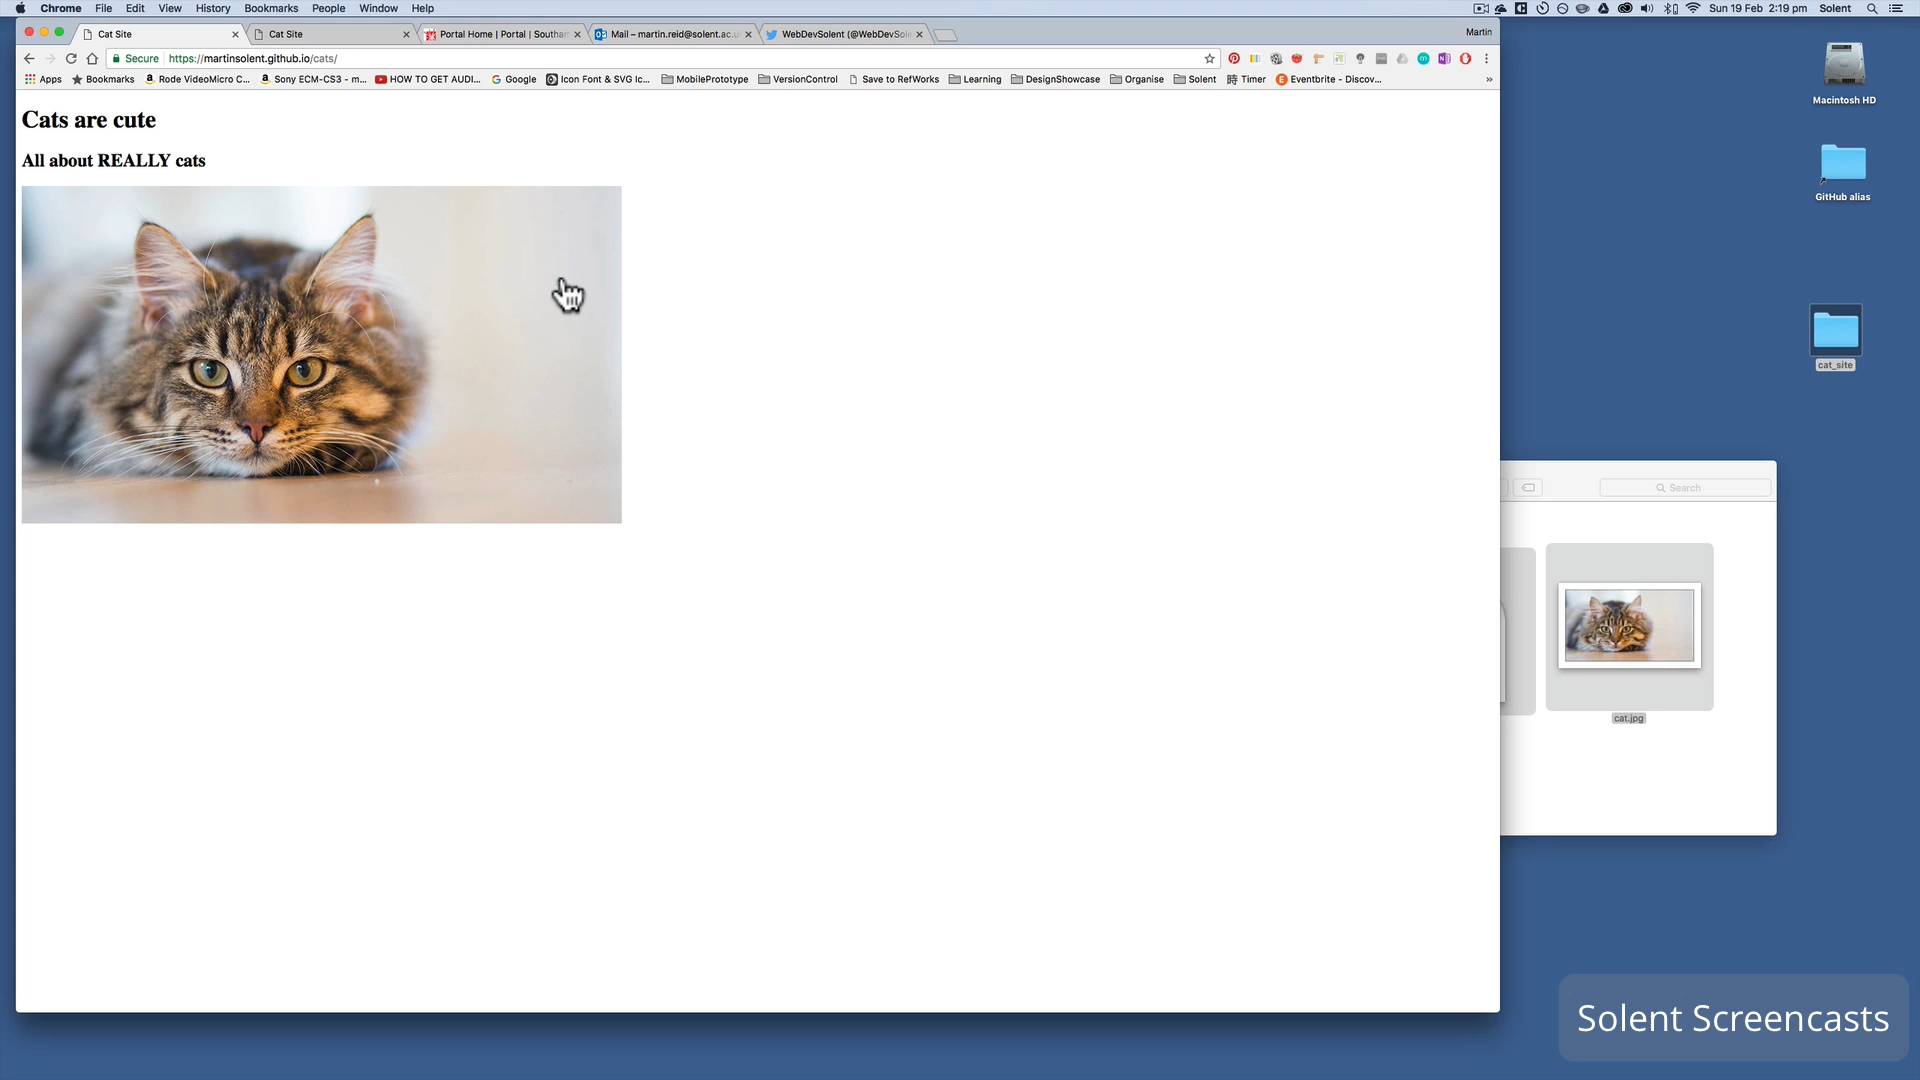 Chrome File Edit View History Bookmarks People Window Help
Sun 19 Feb 2:19 pm Solent
Cat Site
Cat Site
Portal Home | Portal | Southam
Mail – martin.reid@solent.ac.u
WebDevSolent (@WebDevSole
Martin
Secure https://martinsolent.github.io/cats/
Apps Bookmarks Rode VideoMicro C... Sony ECM-CS3 - m... HOW TO GET AUDI... Google Icon Font & SVG Ic... MobilePrototype VersionControl Save to RefWorks Learning DesignShowcase Organise Solent Timer Eventbrite - Discov... »
Cats are cute
All about REALLY cats
Macintosh HD
GitHub alias
cat_site
Search
cat.jpg
Solent Screencasts